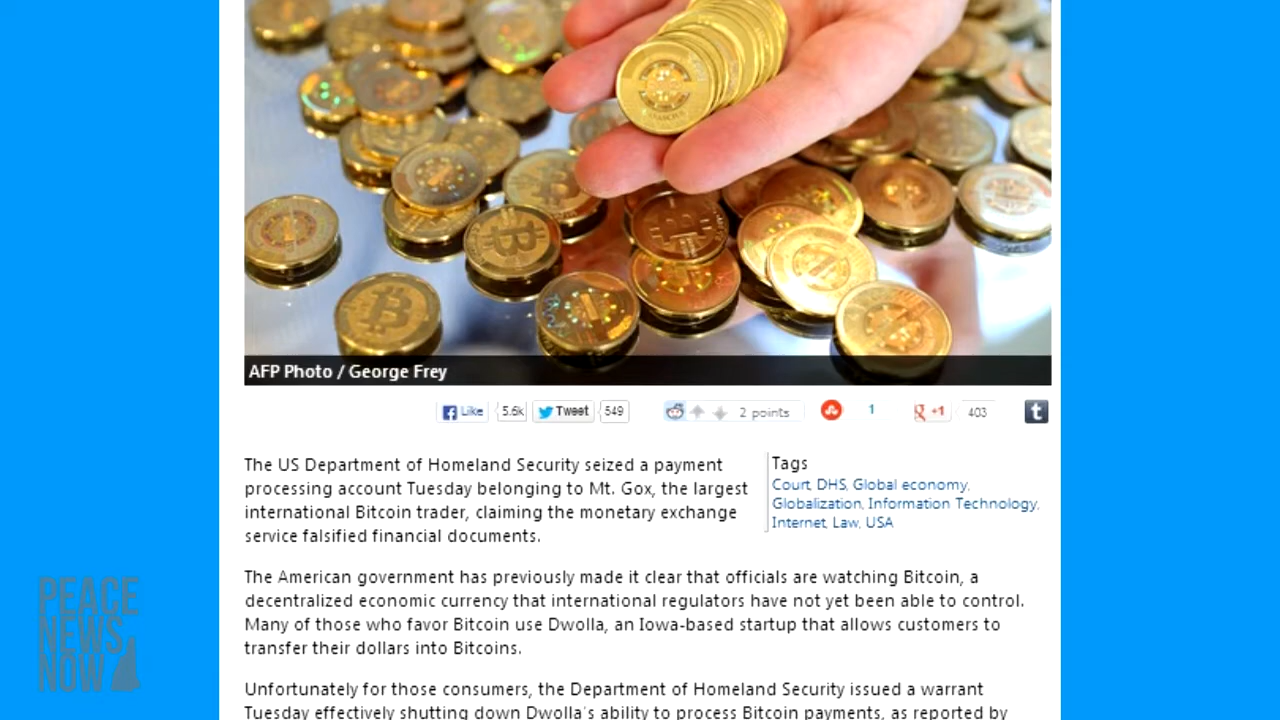 AFP Photo / George Frey
Like 5.6k Tweet 549 2 points 1 +1 403
The US Department of Homeland Security seized a payment
processing account Tuesday belonging to Mt. Gox, the largest
international Bitcoin trader, claiming the monetary exchange
service falsified financial documents.
Tags
Court, DHS, Global economy,
Globalization, Information Technology,
Internet, Law, USA
The American government has previously made it clear that officials are watching Bitcoin, a
decentralized economic currency that international regulators have not yet been able to control.
Many of those who favor Bitcoin use Dwolla, an Iowa-based startup that allows customers to
transfer their dollars into Bitcoins.
Unfortunately for those consumers, the Department of Homeland Security issued a warrant
Tuesday effectively shutting down Dwolla's ability to process Bitcoin payments, as reported by
PEACE
NEWS
NOW